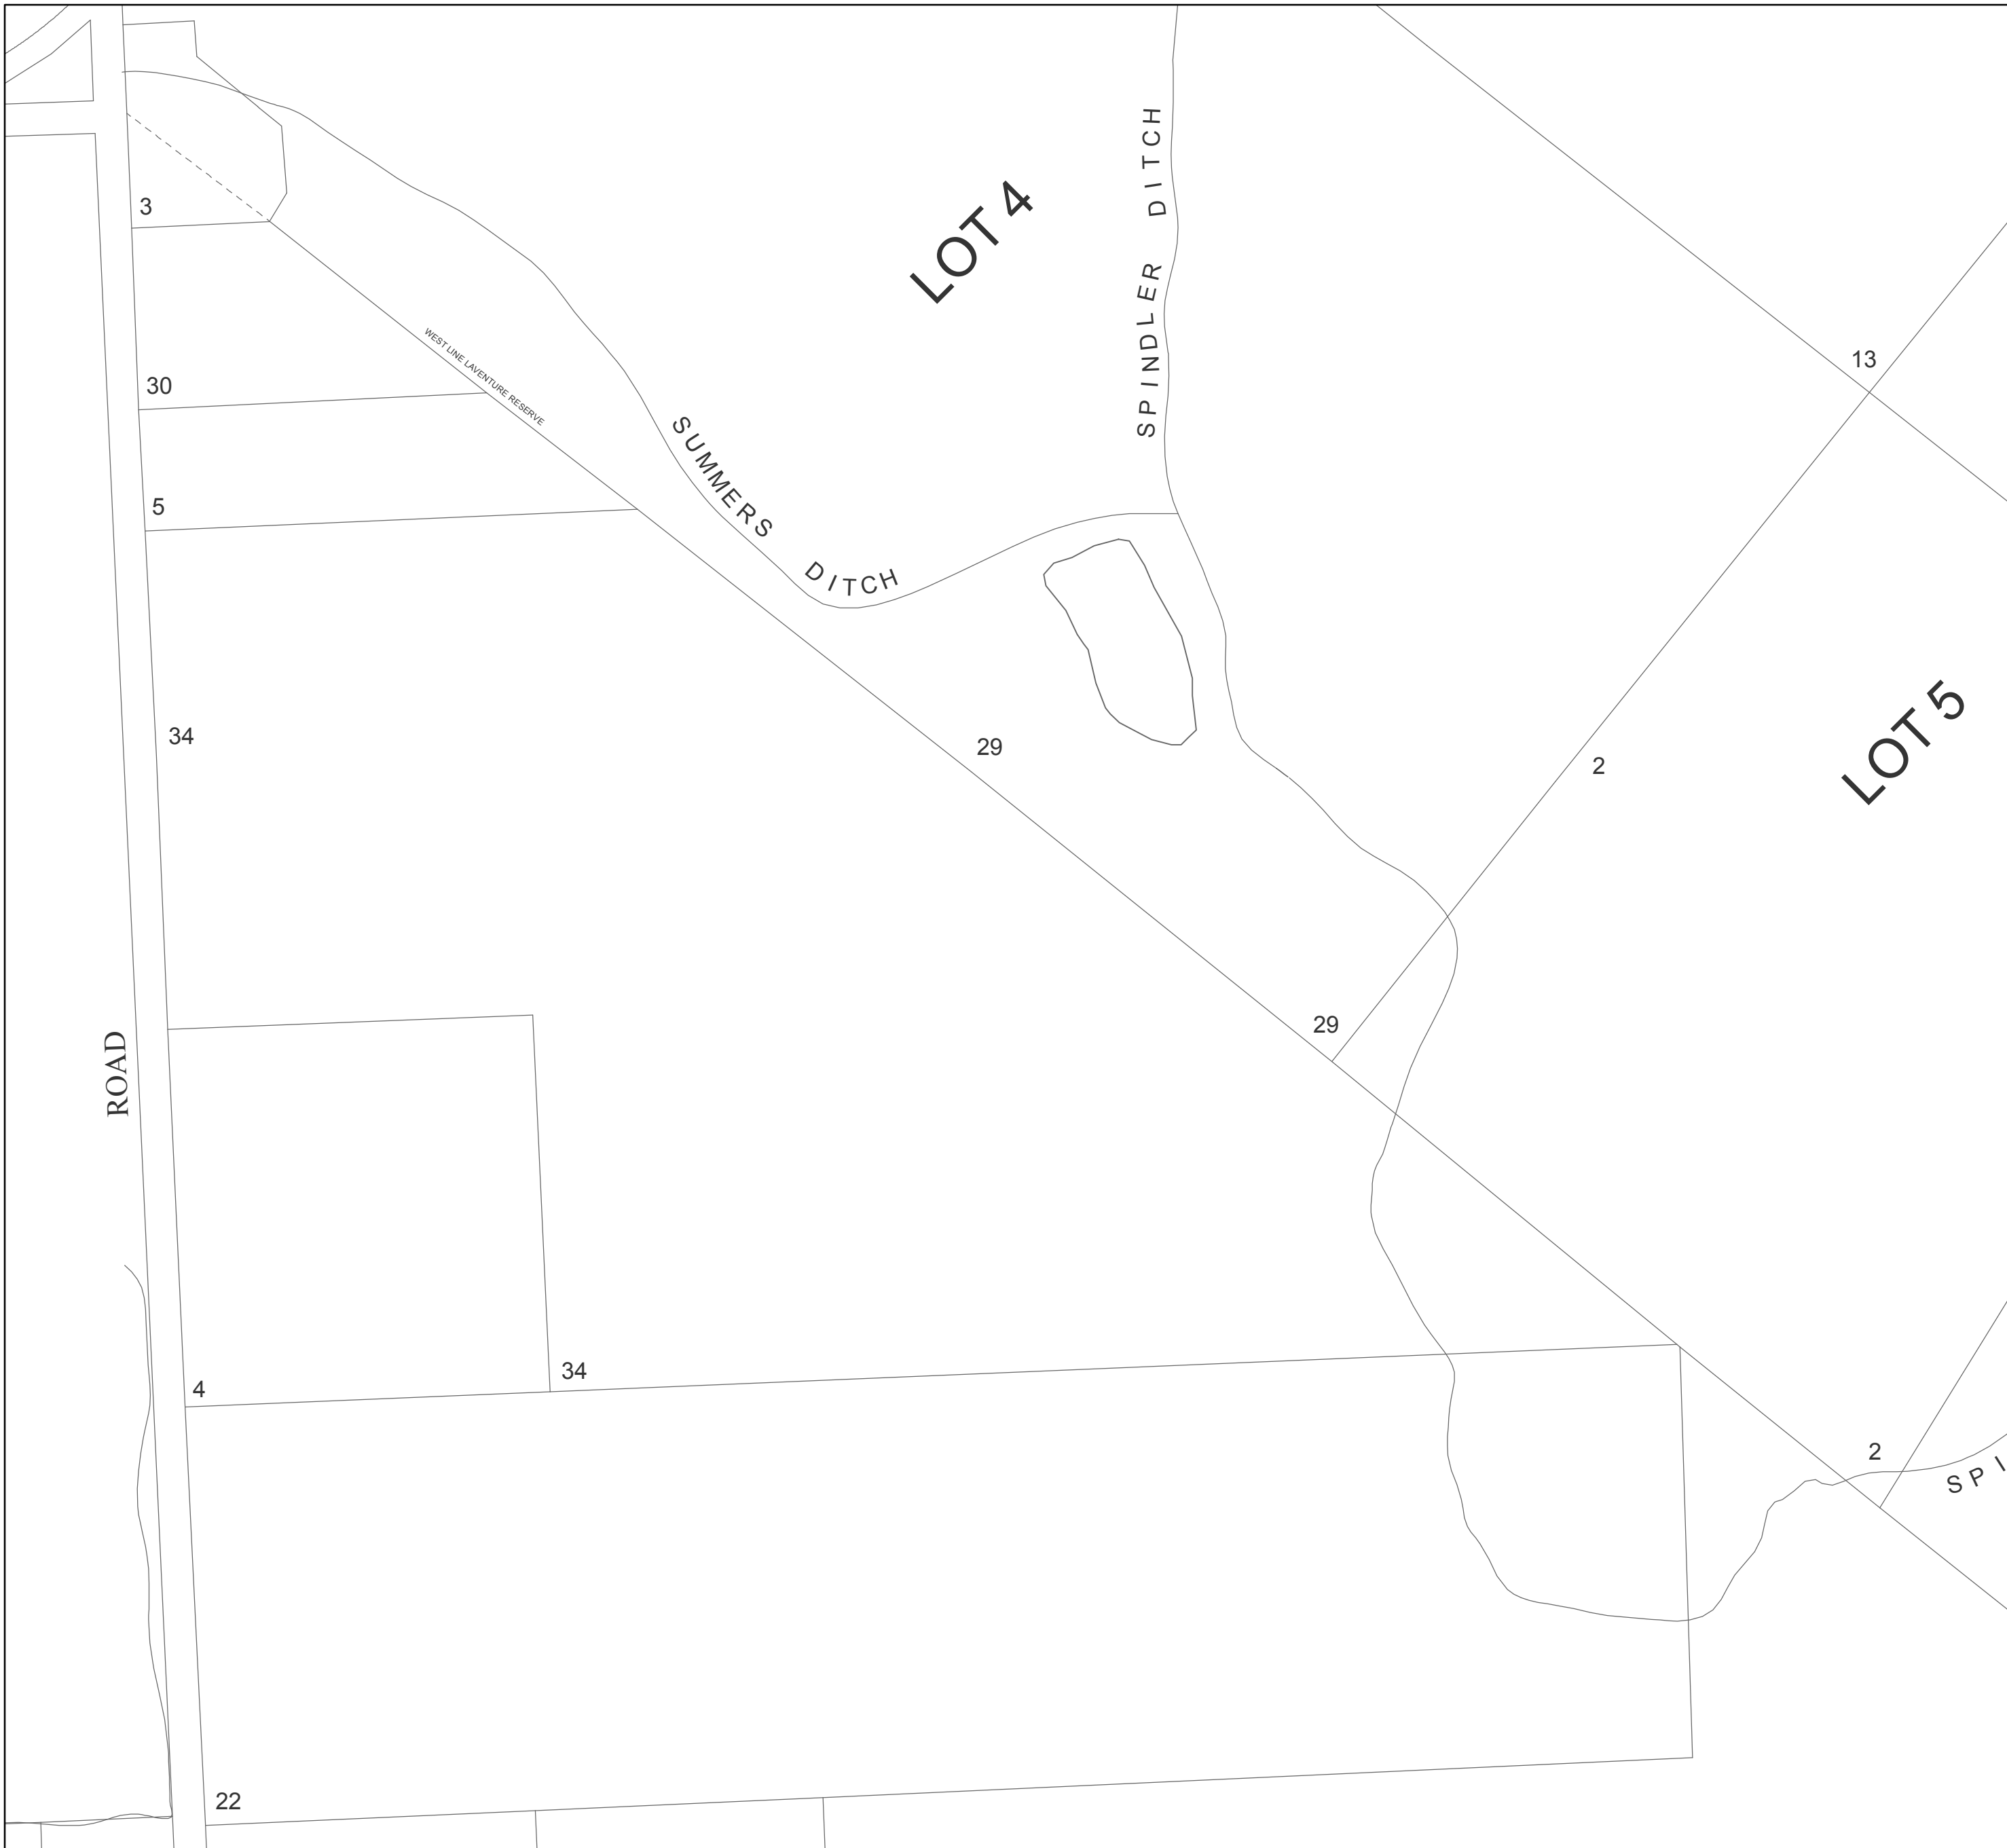 SPINDLER DITCH
LOT 4
3
13
30
WEST LINE LAVENTURE RESERVE
SUMMERS DITCH
5
LOT 5
34
29
2
29
ROAD
34
4
2
SPI
22